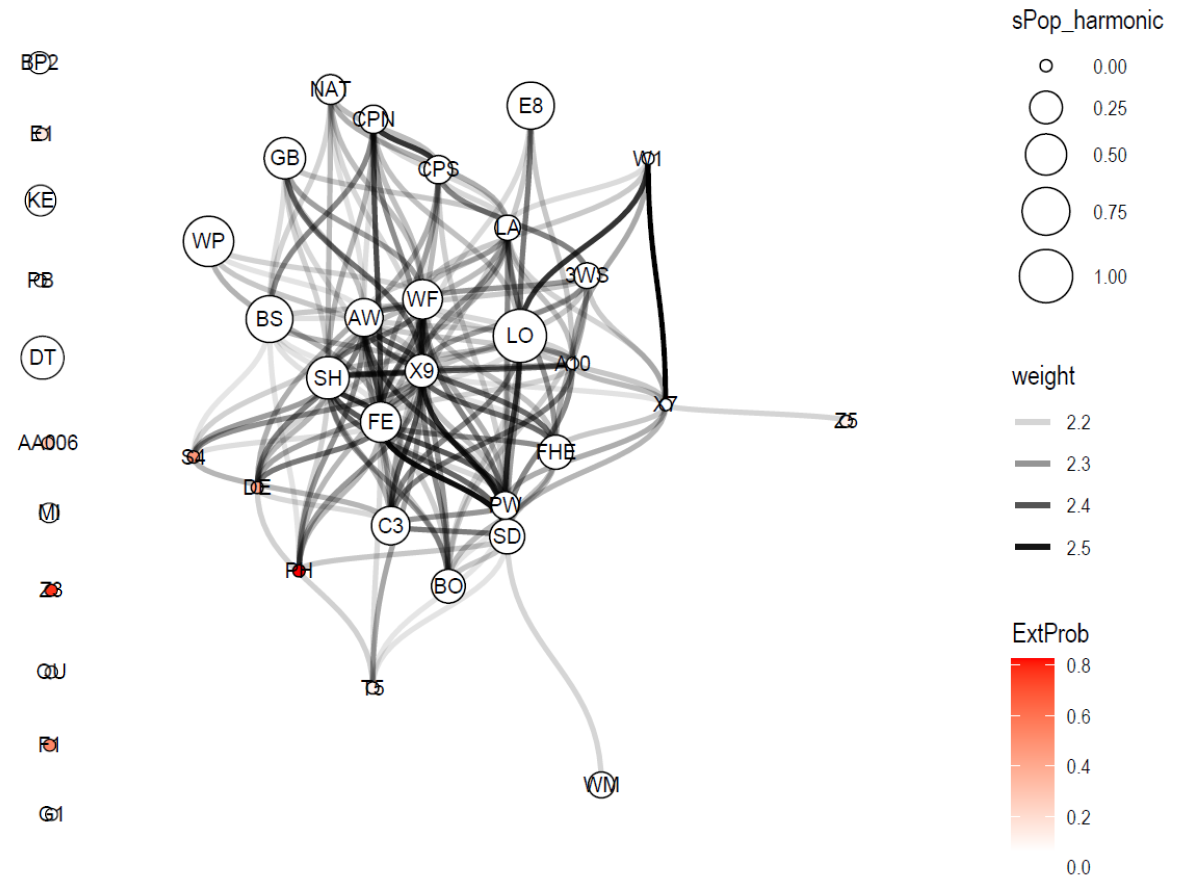 BP2
E1
KE
PB
DT
AA006
MI
Z3
OU
F1
G1
NAT
CPN
E8
GB
CPS
W1
WP
LA
3WS
WF
BS
AW
LO
X9
A10
SH
X7
FE
Z5
FHE
S4
DE
PW
C3
SD
PH
BO
T5
WM
sPop_harmonic
0.00
0.25
0.50
0.75
1.00
weight
2.2
2.3
2.4
2.5
ExtProb
0.8
0.6
0.4
0.2
0.0